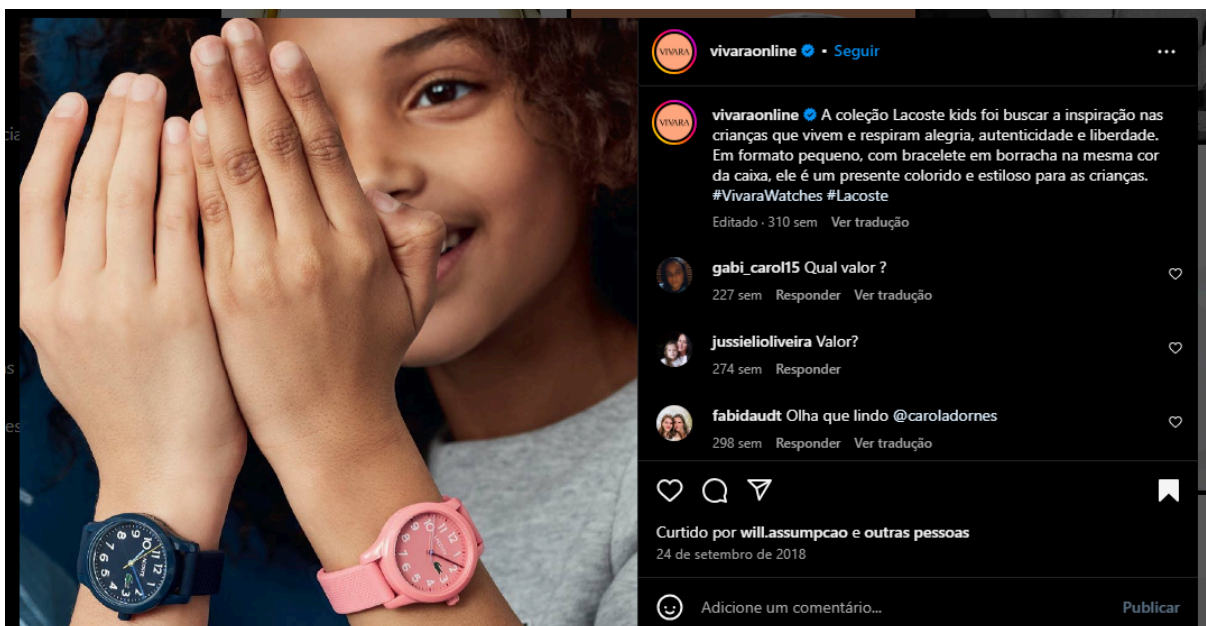 VIVARA
vivaraonline • Seguir
VIVARA
vivaraonline A coleção Lacoste kids foi buscar a inspiração nas
crianças que vivem e respiram alegria, autenticidade e liberdade.
Em formato pequeno, com bracelete em borracha na mesma cor
da caixa, ele é um presente colorido e estiloso para as crianças.
#VivaraWatches #Lacoste
Editado · 310 sem Ver tradução
gabi_carol15 Qual valor ?
227 sem Responder Ver tradução
jussielioliveira Valor?
274 sem Responder
fabidaudt Olha que lindo @caroladornes
298 sem Responder Ver tradução
Curtido por will.assumpcao e outras pessoas
24 de setembro de 2018
Adicione um comentário...
Publicar